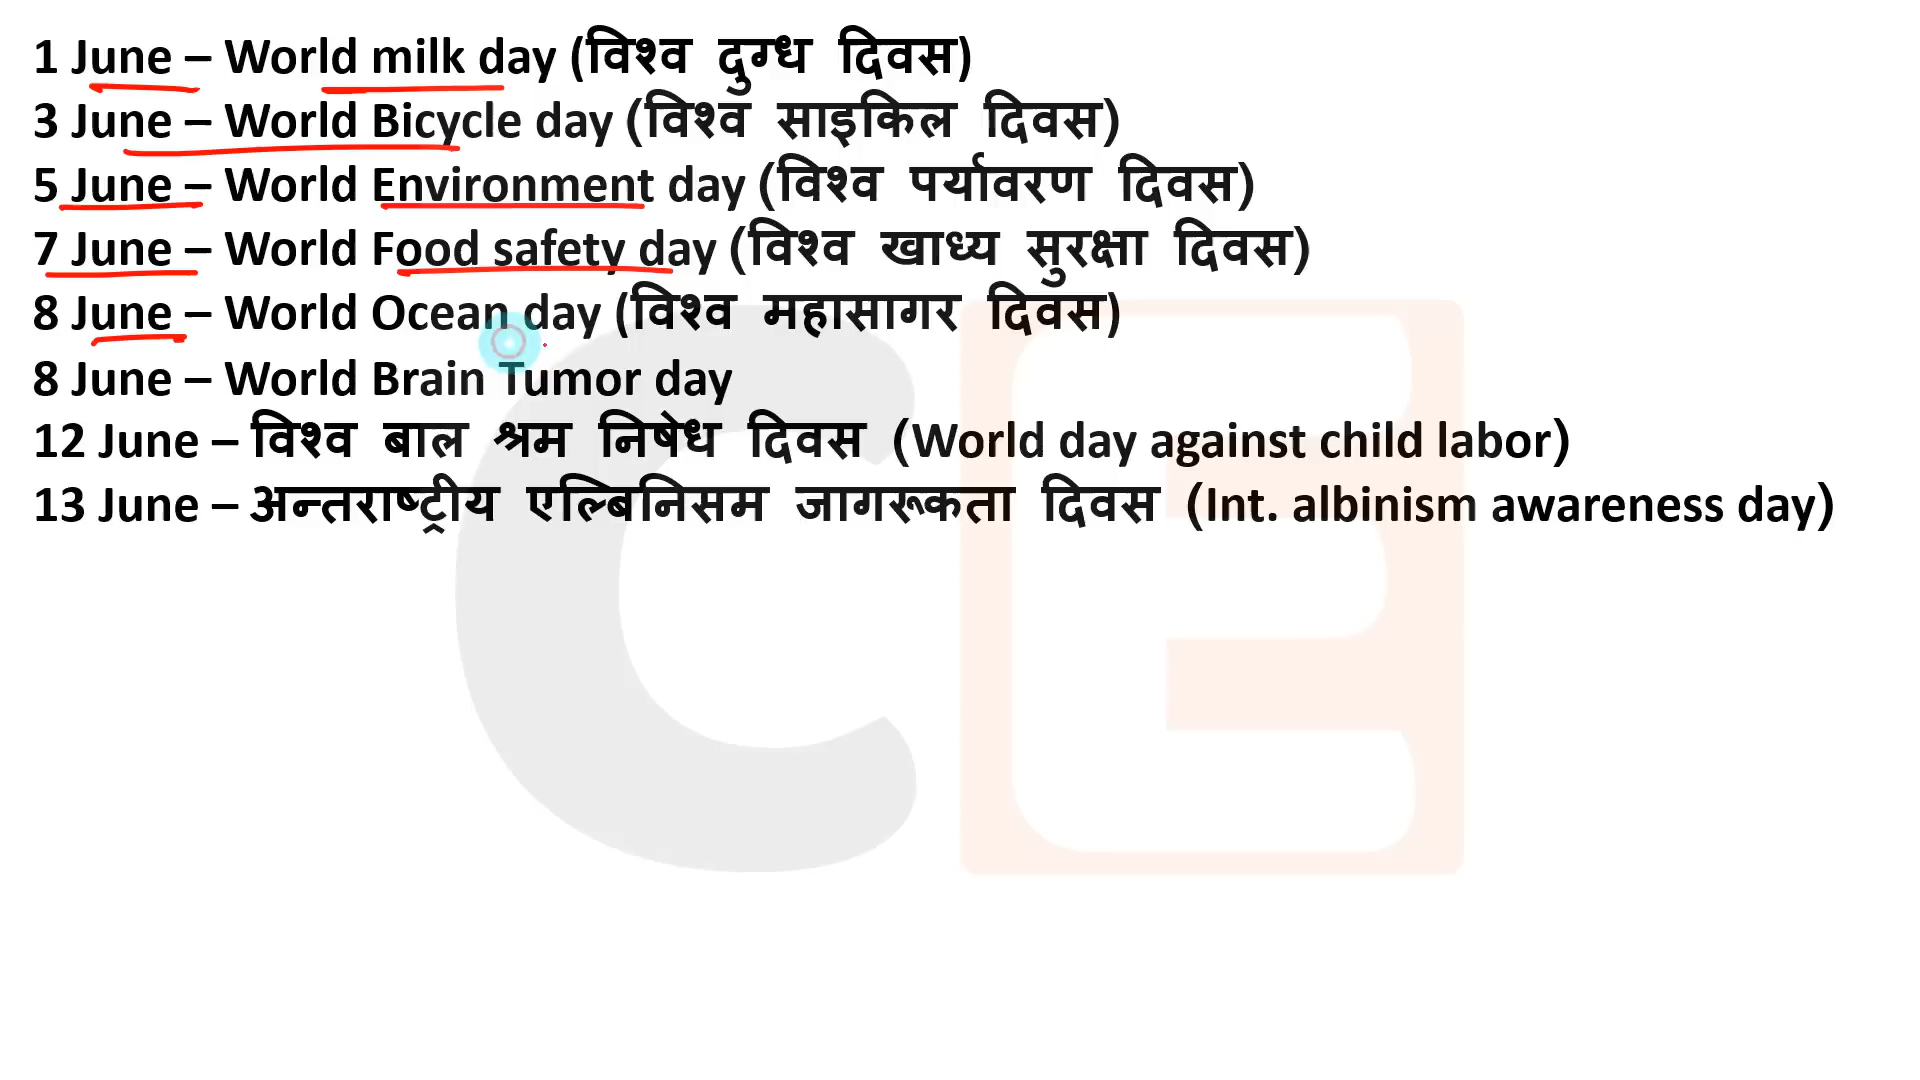 1 June – World milk day (विश्व दुग्ध दिवस)
3 June – World Bicycle day (विश्व साइकिल दिवस)
5 June – World Environment day (विश्व पर्यावरण दिवस)
7 June – World Food safety day (विश्व खाध्य सुरक्षा दिवस)
8 June – World Ocean day (विश्व महासागर दिवस)
8 June – World Brain Tumor day
12 June – विश्व बाल श्रम निषेध दिवस (World day against child labor)
13 June – अन्तराष्ट्रीय एल्बिनिसम जागरूकता दिवस (Int. albinism awareness day)
CE